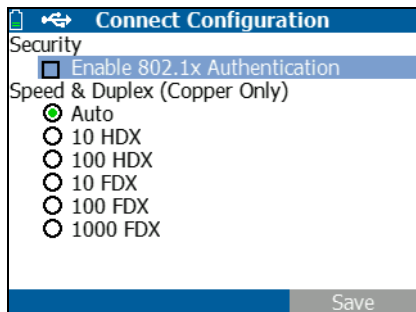 Connect Configuration
Security
Enable 802.1x Authentication
Speed & Duplex (Copper Only)
Auto
10 HDX
100 HDX
10 FDX
100 FDX
1000 FDX
Save